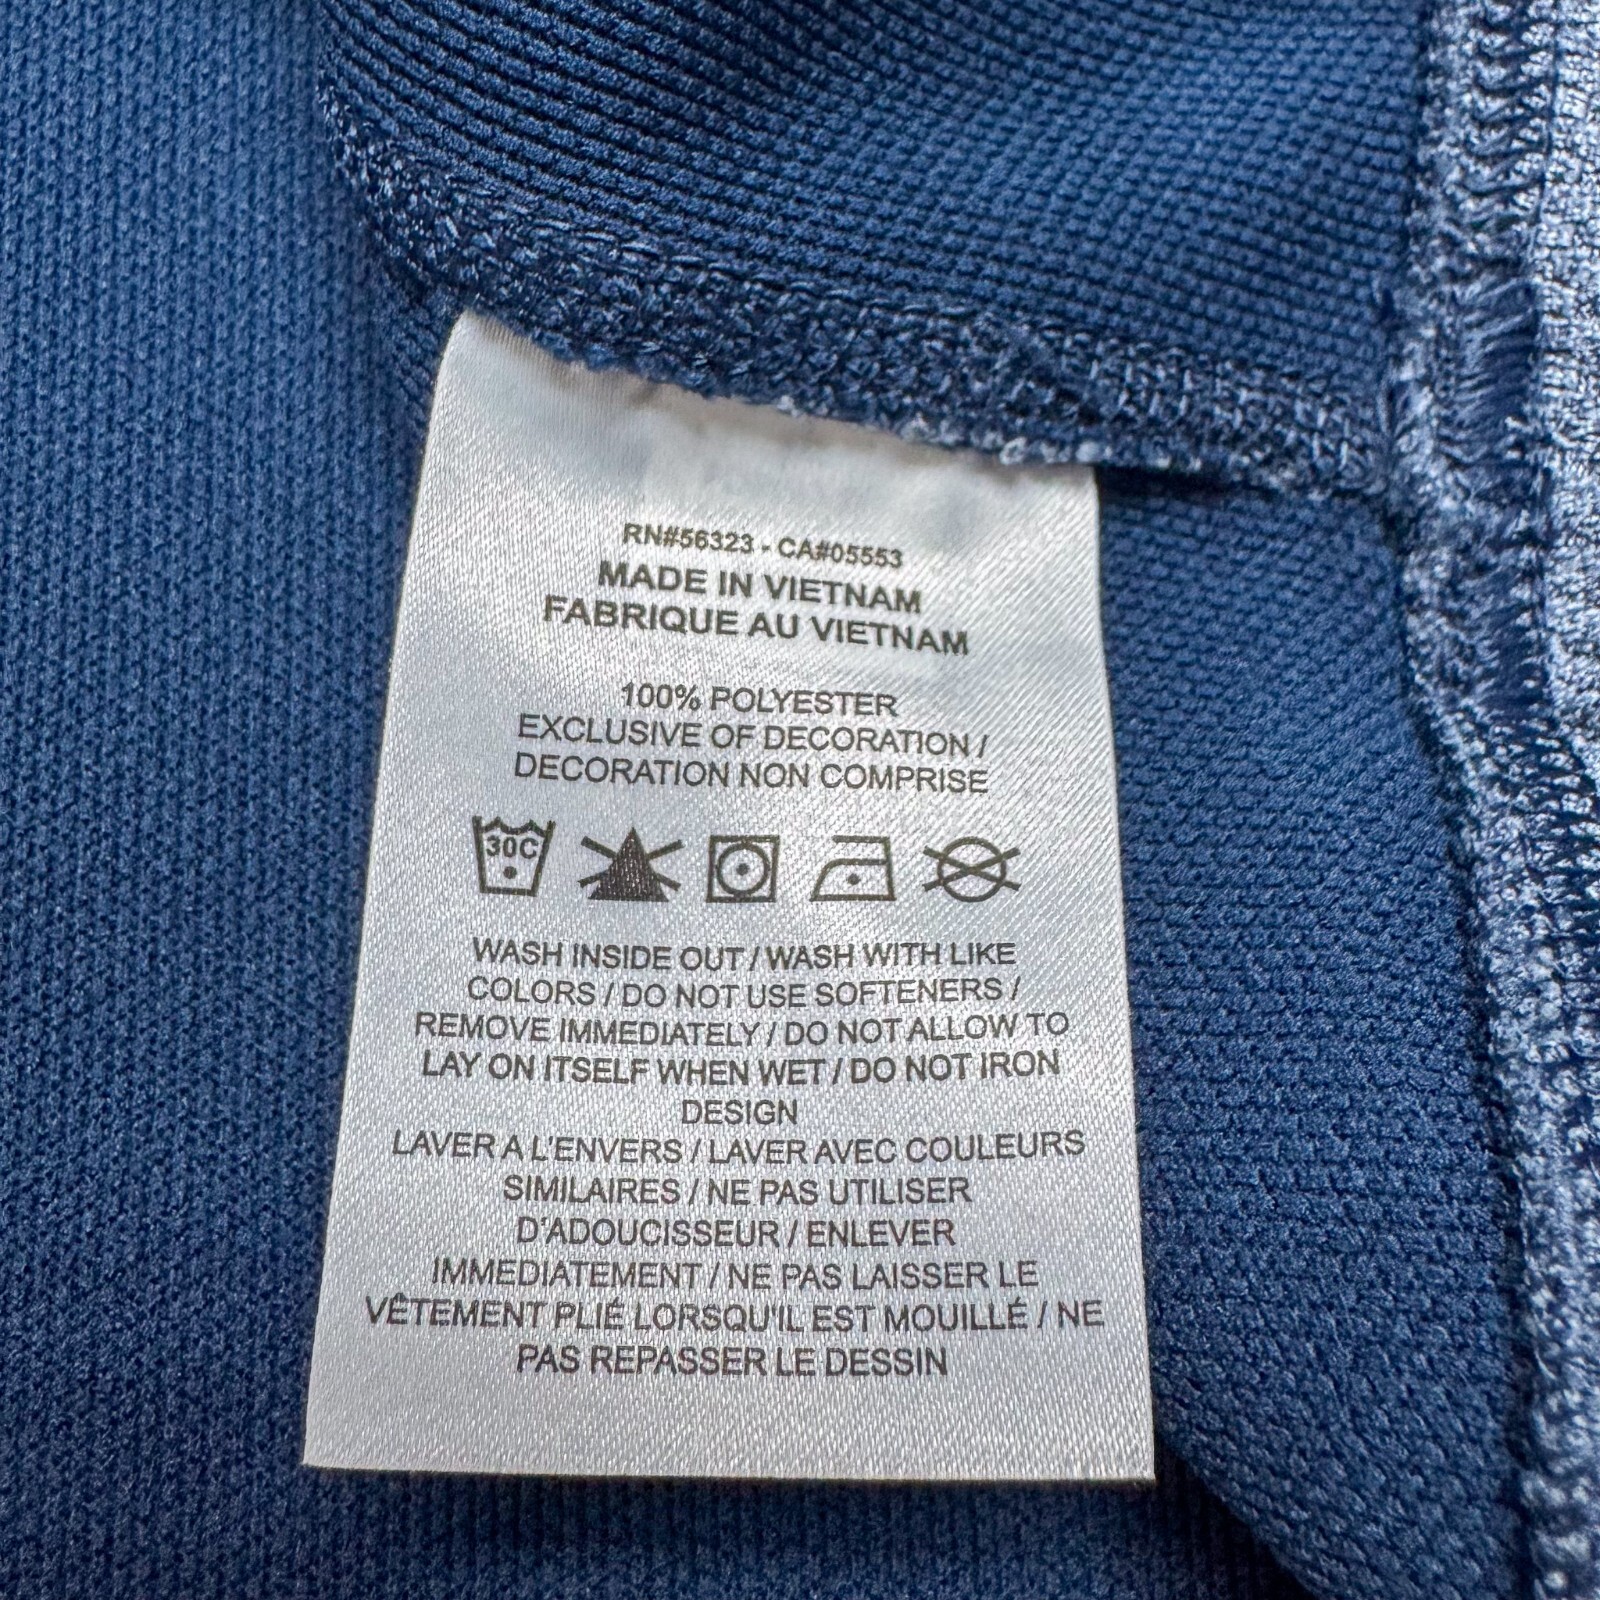 RN#56323 - CA#05553
MADE IN VIETNAM
FABRIQUE AU VIETNAM
100% POLYESTER
EXCLUSIVE OF DECORATION /
DECORATION NON COMPRISE
30C
WASH INSIDE OUT / WASH WITH LIKE
COLORS / DO NOT USE SOFTENERS /
REMOVE IMMEDIATELY / DO NOT ALLOW TO
LAY ON ITSELF WHEN WET / DO NOT IRON
DESIGN
LAVER A L'ENVERS / LAVER AVEC COULEURS
SIMILAIRES / NE PAS UTILISER
D'ADOUCISSEUR / ENLEVER
IMMEDIATEMENT / NE PAS LAISSER LE
VÊTEMENT PLIÉ LORSQU'IL EST MOUILLÉ / NE
PAS REPASSER LE DESSIN